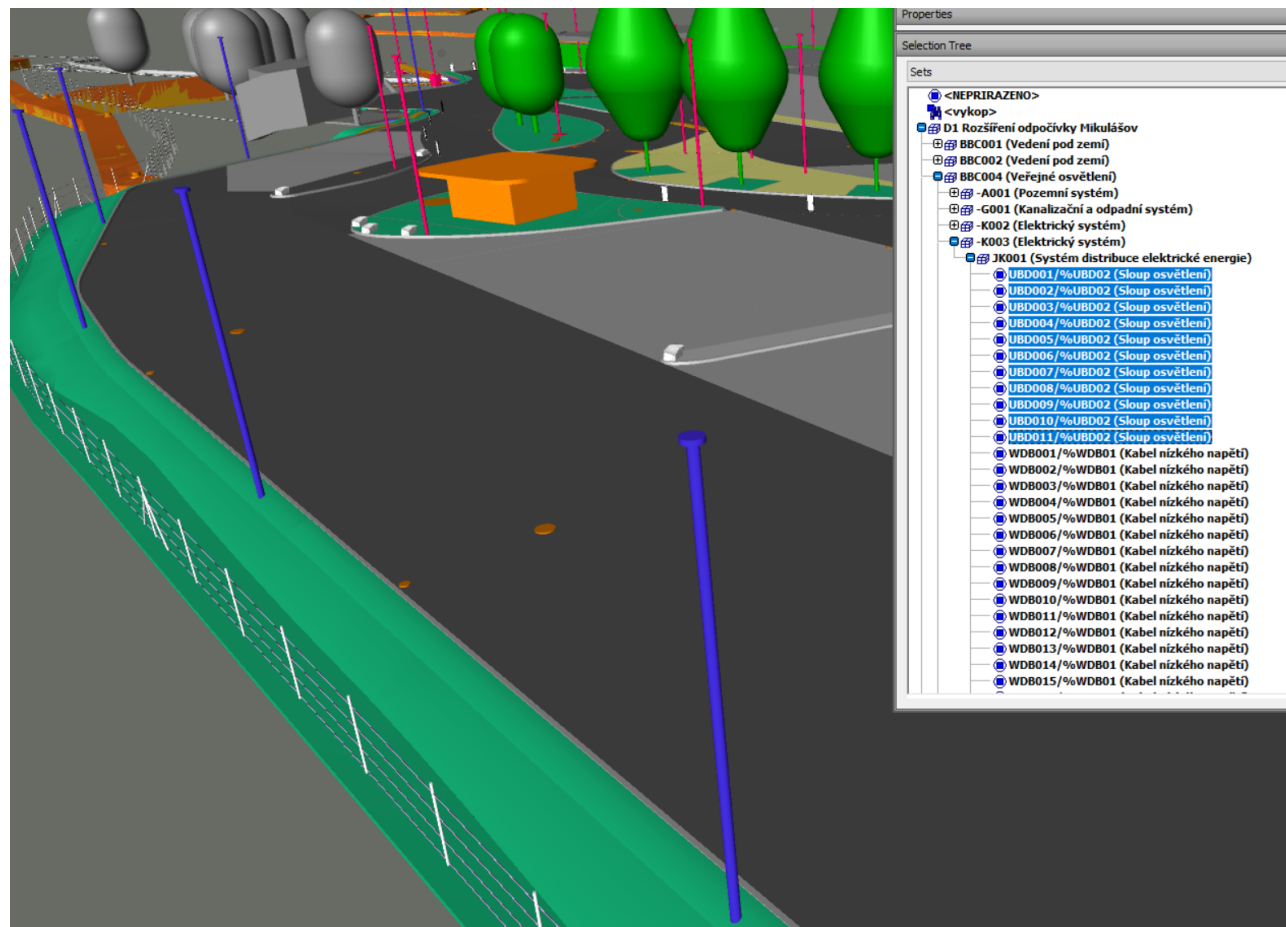 Properties
Selection Tree
Sets
<NEPRIRAZENO>
<vykop>
D1 Rozšíření odpočívky Mikulášov
BBC001 (Vedení pod zemí)
BBC002 (Vedení pod zemí)
BBC004 (Veřejné osvětlení)
-A001 (Pozemní systém)
-G001 (Kanalizační a odpadní systém)
-K002 (Elektrický systém)
-K003 (Elektrický systém)
JK001 (Systém distribuce elektrické energie)
UBD001/%UBD02 (Sloup osvětlení)
UBD002/%UBD02 (Sloup osvětlení)
UBD003/%UBD02 (Sloup osvětlení)
UBD004/%UBD02 (Sloup osvětlení)
UBD005/%UBD02 (Sloup osvětlení)
UBD006/%UBD02 (Sloup osvětlení)
UBD007/%UBD02 (Sloup osvětlení)
UBD008/%UBD02 (Sloup osvětlení)
UBD009/%UBD02 (Sloup osvětlení)
UBD010/%UBD02 (Sloup osvětlení)
UBD011/%UBD02 (Sloup osvětlení)
WDB001/%WDB01 (Kabel nízkého napětí)
WDB002/%WDB01 (Kabel nízkého napětí)
WDB003/%WDB01 (Kabel nízkého napětí)
WDB004/%WDB01 (Kabel nízkého napětí)
WDB005/%WDB01 (Kabel nízkého napětí)
WDB006/%WDB01 (Kabel nízkého napětí)
WDB007/%WDB01 (Kabel nízkého napětí)
WDB008/%WDB01 (Kabel nízkého napětí)
WDB009/%WDB01 (Kabel nízkého napětí)
WDB010/%WDB01 (Kabel nízkého napětí)
WDB011/%WDB01 (Kabel nízkého napětí)
WDB012/%WDB01 (Kabel nízkého napětí)
WDB013/%WDB01 (Kabel nízkého napětí)
WDB014/%WDB01 (Kabel nízkého napětí)
WDB015/%WDB01 (Kabel nízkého napětí)